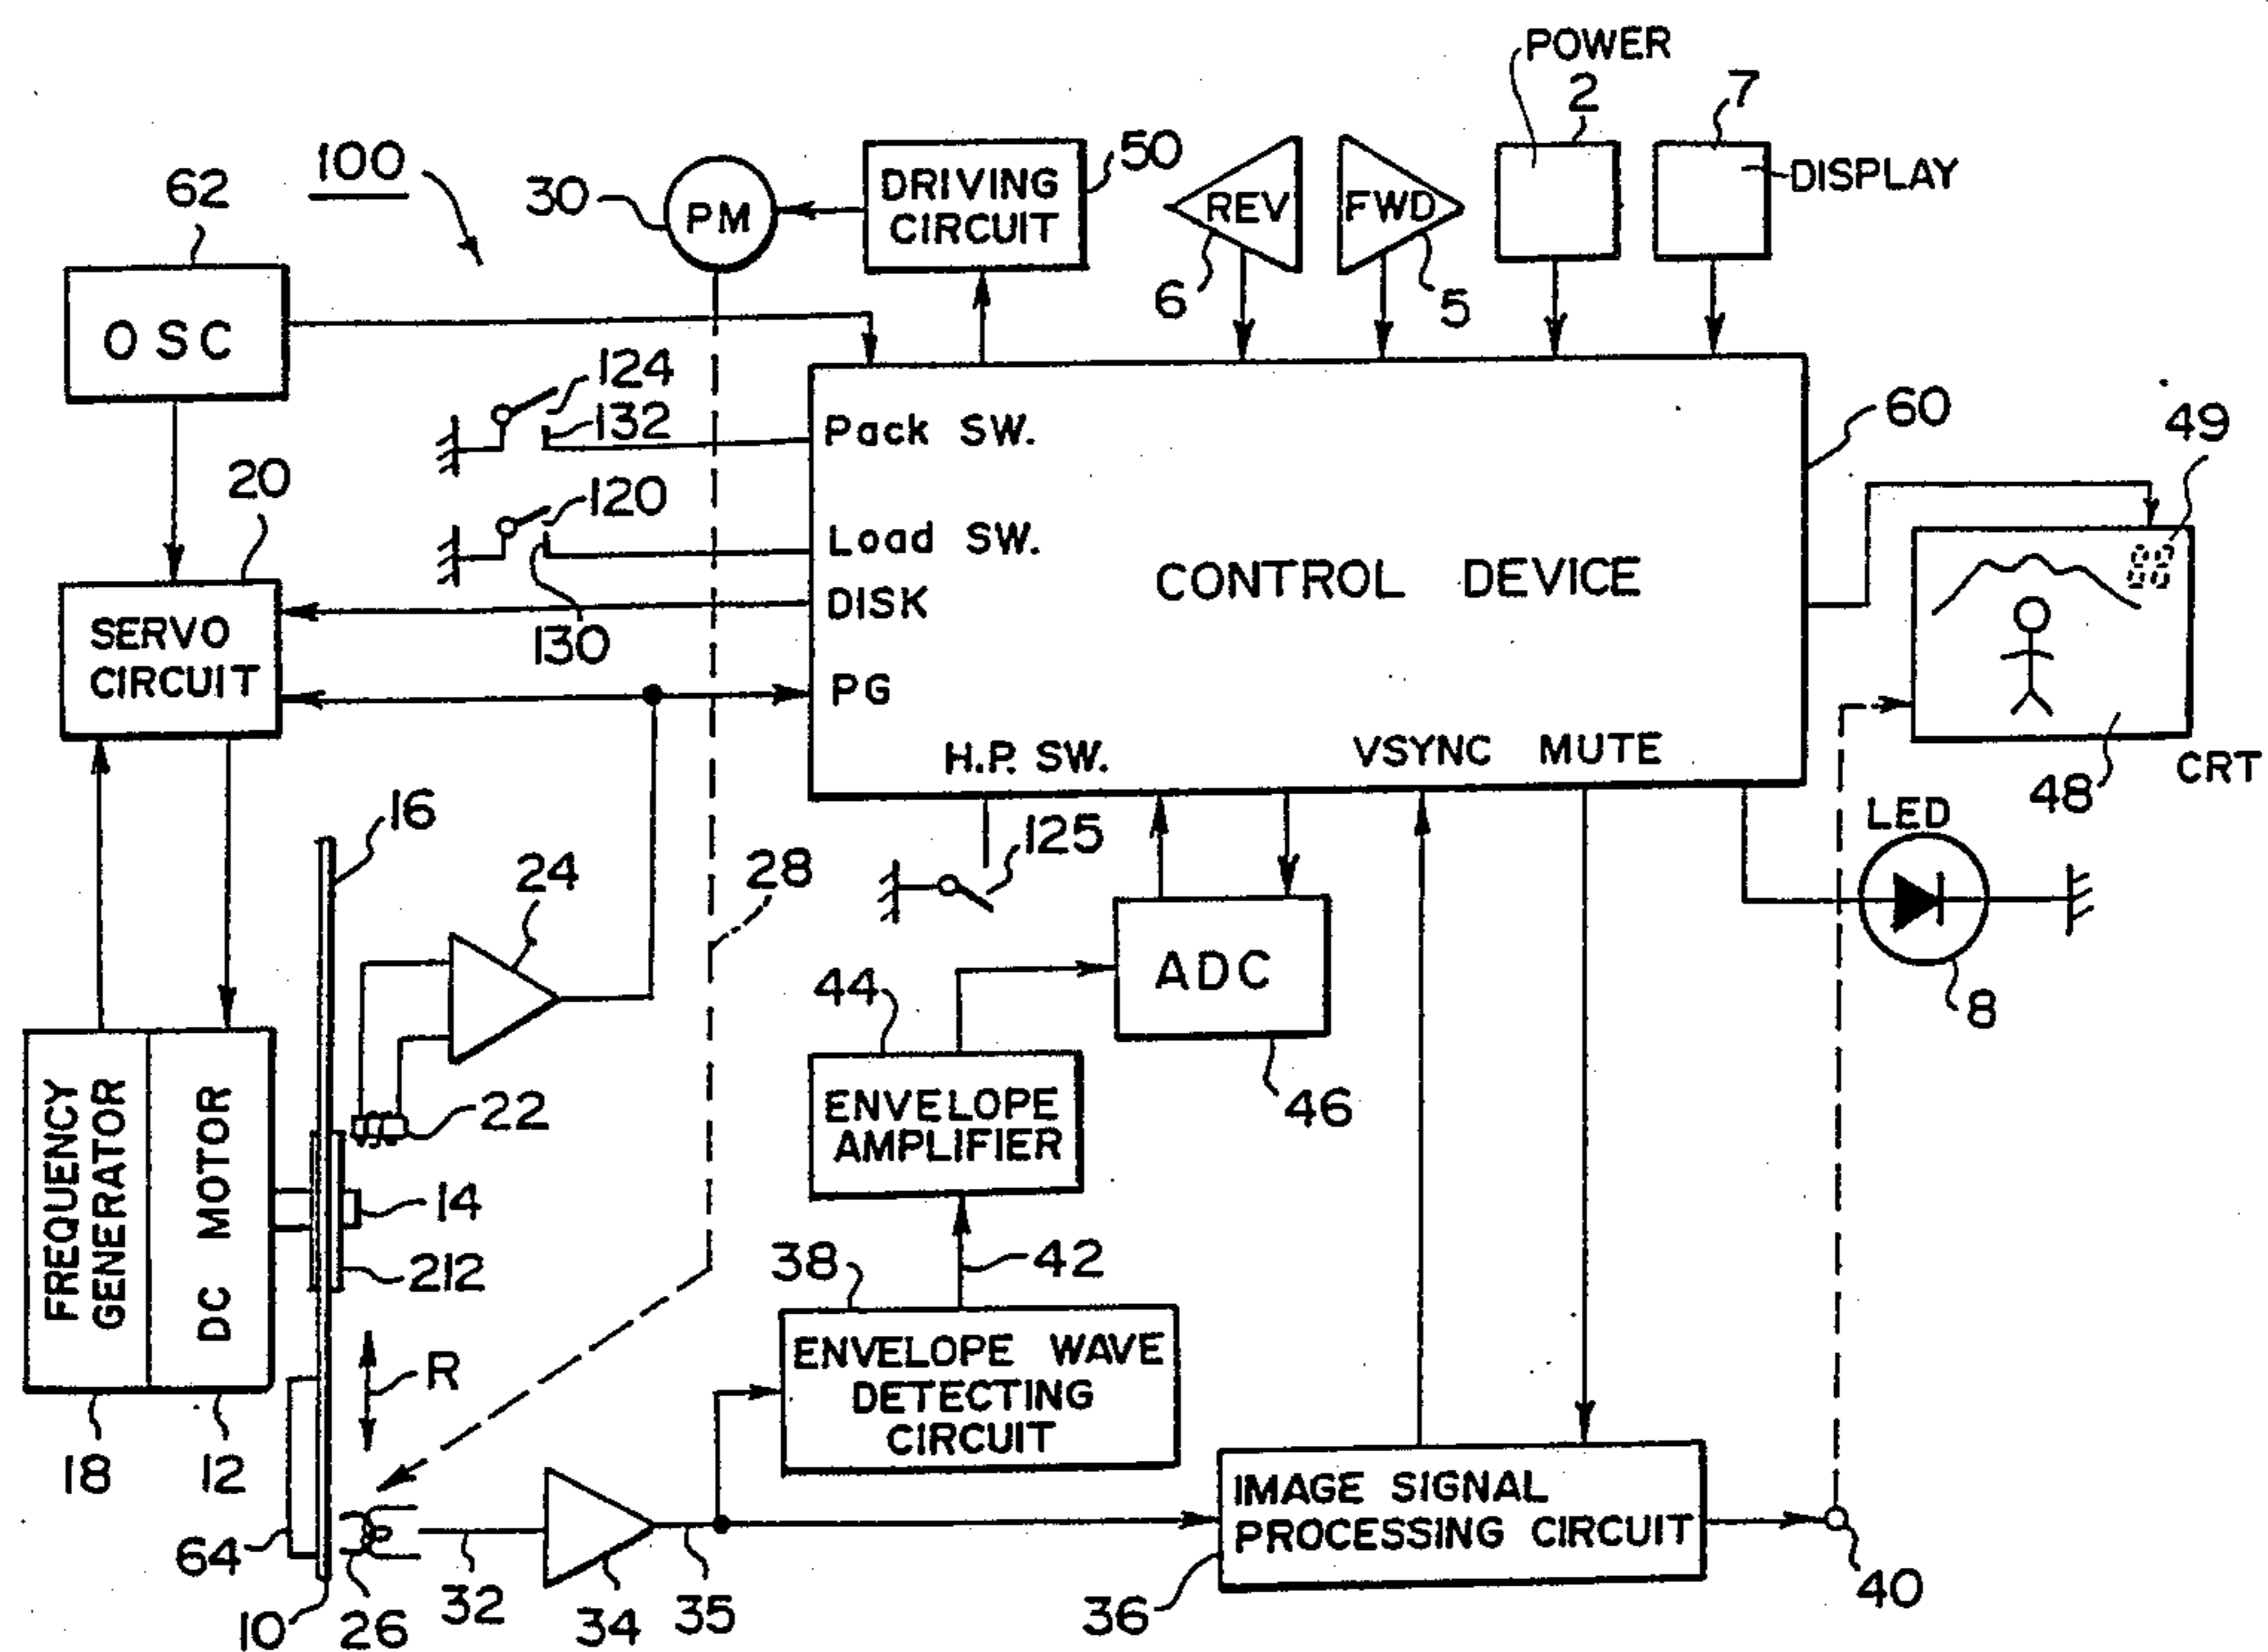 POWER
2
7
DISPLAY
100
62
30
PM
DRIVING
CIRCUIT
50
REV
FWD
6
5
OSC
124
132
Pack SW.
60
49
20
120
Load SW.
CONTROL DEVICE
DISK
130
SERVO
CIRCUIT
PG
H.P. SW.
VSYNC
MUTE
48
CRT
LED
16
24
28
125
8
ADC
44
46
ENVELOPE
AMPLIFIER
22
FREQUENCY
GENERATOR
DC MOTOR
14
212
38
42
ENVELOPE WAVE
DETECTING
CIRCUIT
R
18
12
64
IMAGE SIGNAL
PROCESSING CIRCUIT
10
26
32
34
35
36
40